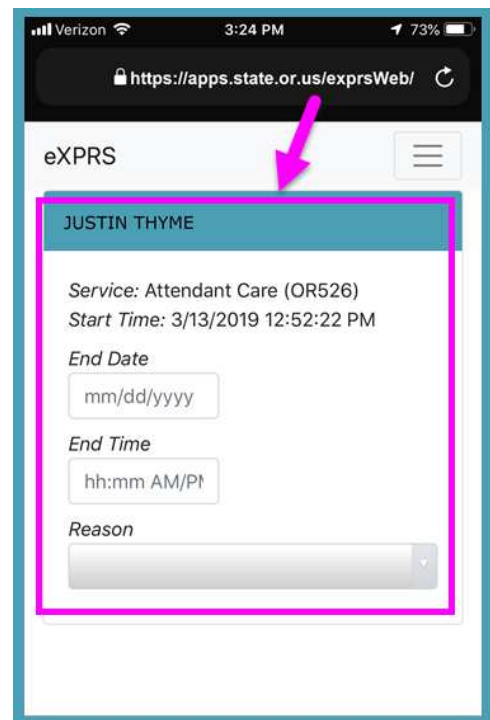 Verizon 3:24 PM 73%
https://apps.state.or.us/exprsWeb/
eXPRS
JUSTIN THYME
Service: Attendant Care (OR526)
Start Time: 3/13/2019 12:52:22 PM
End Date
mm/dd/yyyy
End Time
hh:mm AM/PM
Reason